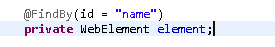 @FindBy(id = "name")
private WebElement element;